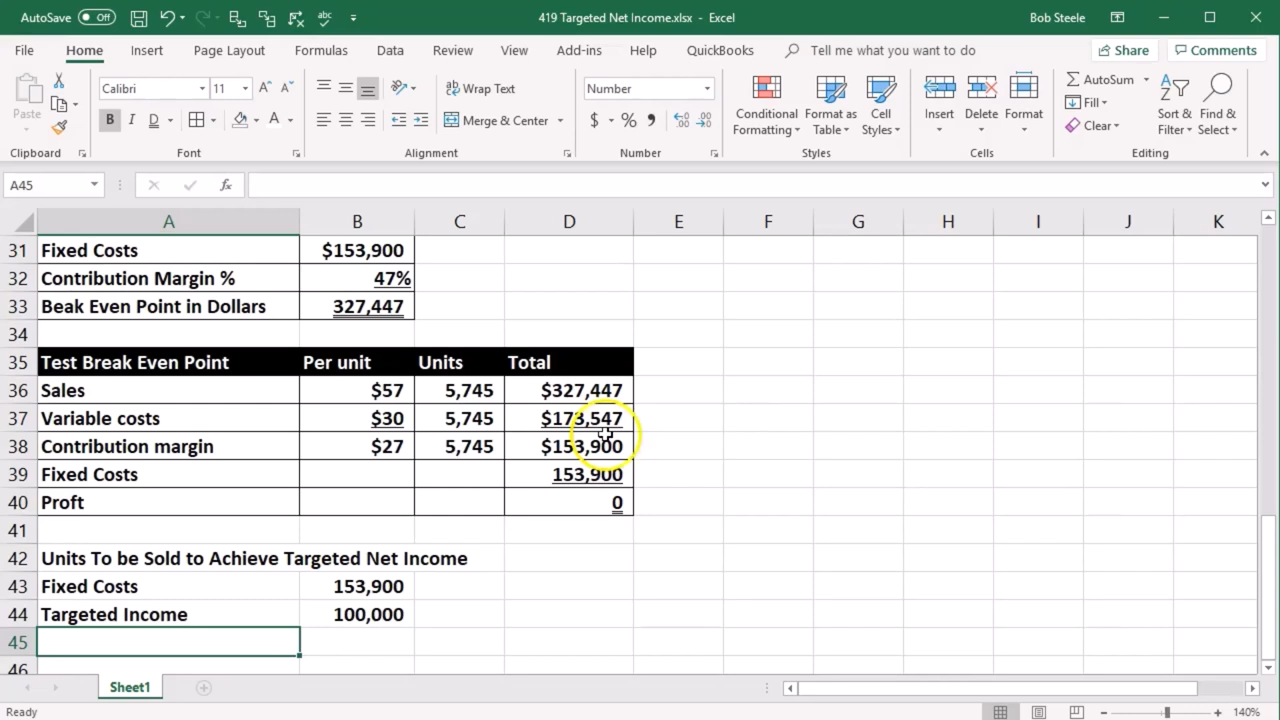 AutoSave Off 419 Targeted Net Income.xlsx - Excel Bob Steele
File Home Insert Page Layout Formulas Data Review View Add-ins Help QuickBooks Tell me what you want to do Share Comments
Paste Calibri 11 A A Wrap Text Number Conditional Formatting Format as Table Cell Styles Insert Delete Format AutoSum Sort & Filter Find & Select
B I D A Merge & Center $ % Fill
Clear
Clipboard Font Alignment Number Styles Cells Editing
A45 fx
A B C D E F G H I J K
31 Fixed Costs $153,900
32 Contribution Margin % 47%
33 Beak Even Point in Dollars 327,447
34
35 Test Break Even Point Per unit Units Total
36 Sales $57 5,745 $327,447
37 Variable costs $30 5,745 $173,547
38 Contribution margin $27 5,745 $153,900
39 Fixed Costs 153,900
40 Proft 0
41
42 Units To be Sold to Achieve Targeted Net Income
43 Fixed Costs 153,900
44 Targeted Income 100,000
45
46
Sheet1
Ready 140%